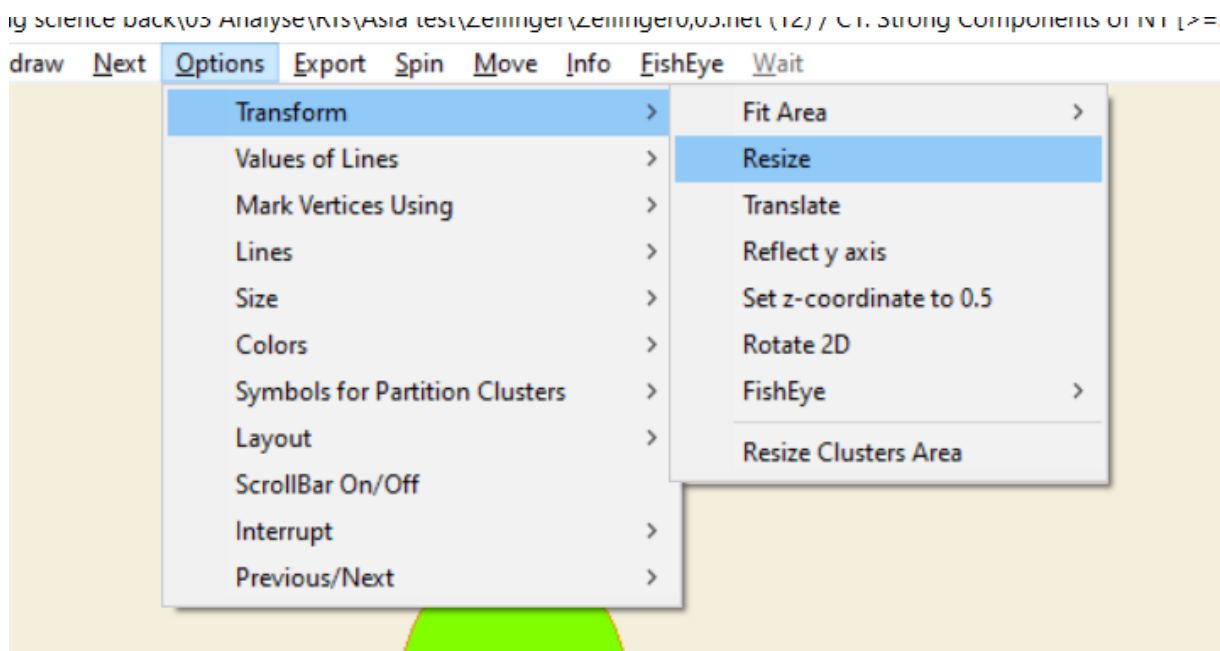 draw Next Options Export Spin Move Info FishEye Wait
Transform
Values of Lines
Mark Vertices Using
Lines
Size
Colors
Symbols for Partition Clusters
Layout
ScrollBar On/Off
Interrupt
Previous/Next
Fit Area
Resize
Translate
Reflect y axis
Set z-coordinate to 0.5
Rotate 2D
FishEye
Resize Clusters Area